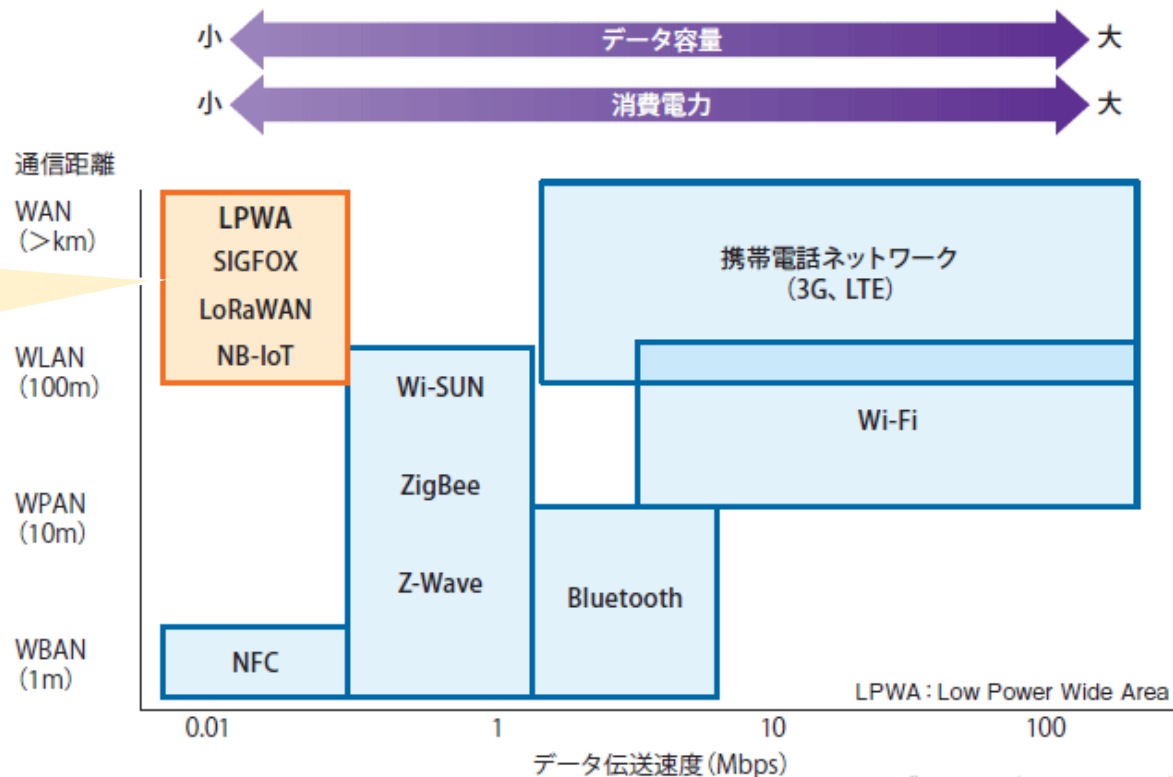 小 データ容量 大
小 消費電力 大
通信距離
WAN
(＞km)
LPWA
SIGFOX
LoRaWAN
NB-IoT
携帯電話ネットワーク
(3G、LTE)
WLAN
(100m)
Wi-SUN
ZigBee
Z-Wave
Wi-Fi
WPAN
(10m)
Bluetooth
WBAN
(1m)
NFC
LPWA：Low Power Wide Area
0.01 1 10 100
データ伝送速度(Mbps)